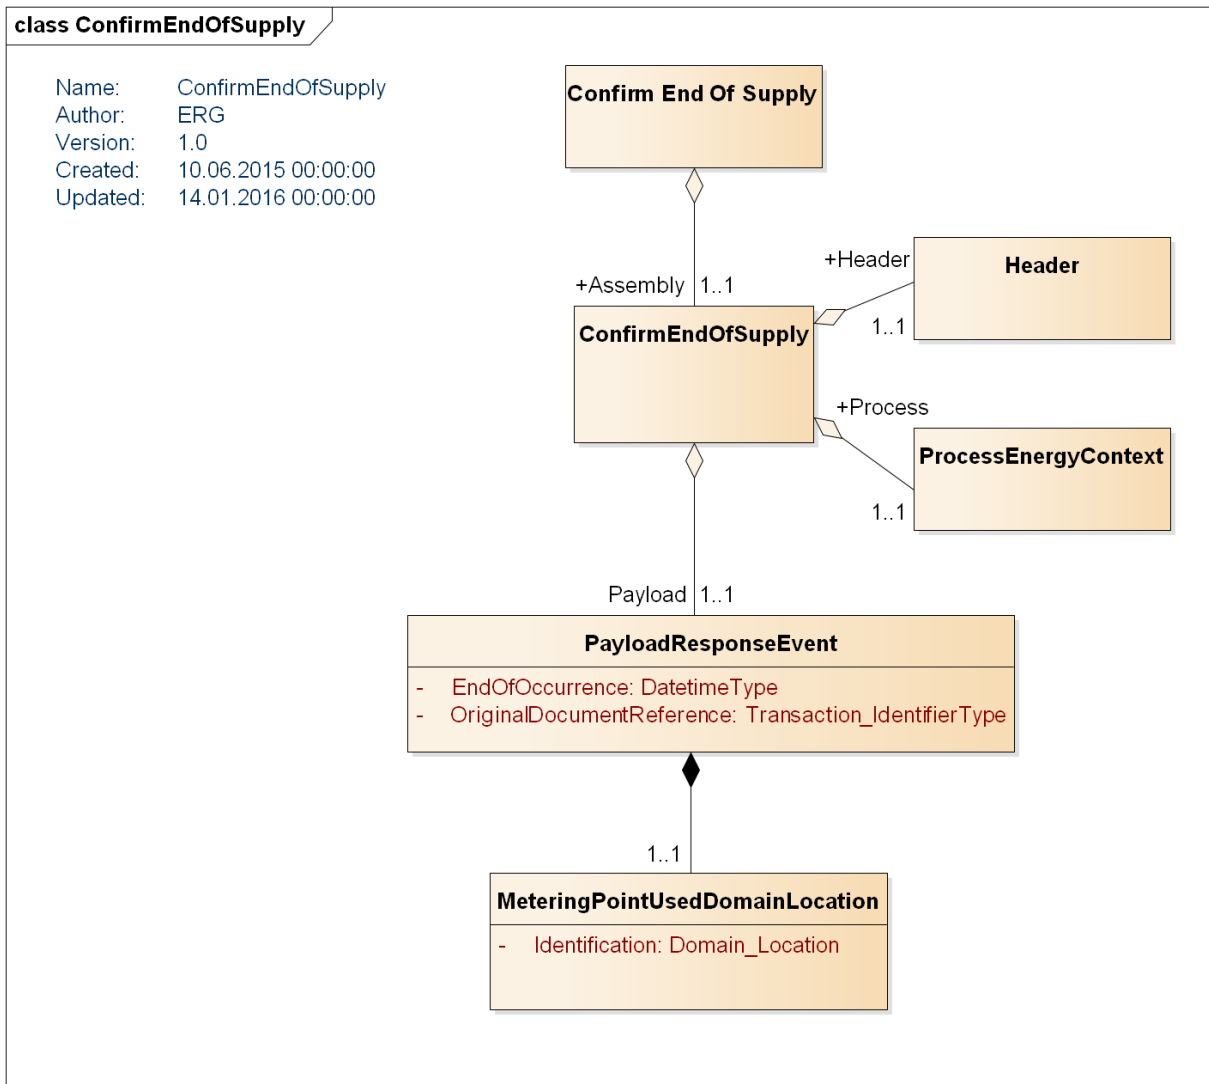 class ConfirmEndOfSupply
Name: ConfirmEndOfSupply
Author: ERG
Version: 1.0
Created: 10.06.2015 00:00:00
Updated: 14.01.2016 00:00:00
Confirm End Of Supply
+Assembly 1..1
ConfirmEndOfSupply
+Header
1..1
Header
+Process
1..1
ProcessEnergyContext
Payload 1..1
PayloadResponseEvent
- EndOfOccurrence: DatetimeType
- OriginalDocumentReference: Transaction_IdentifierType
1..1
MeteringPointUsedDomainLocation
- Identification: Domain_Location